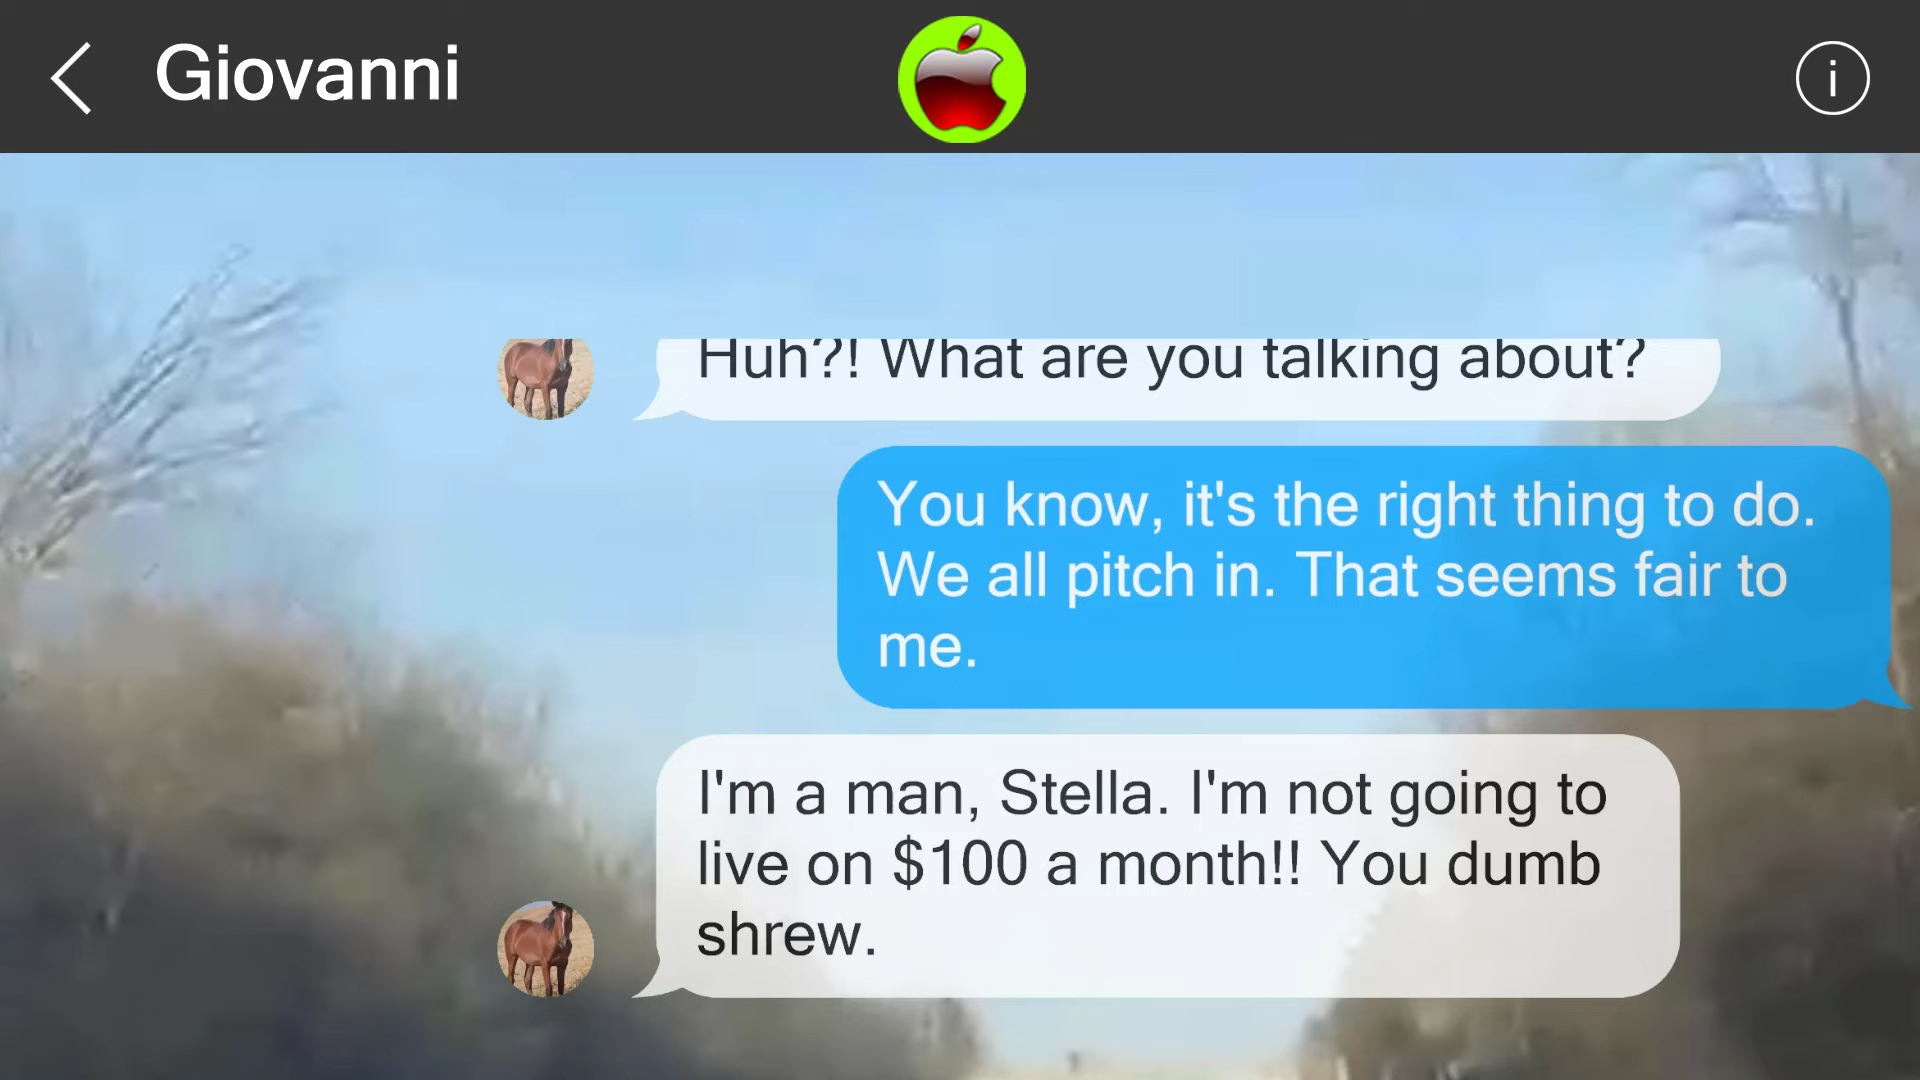 Giovanni
i
Huh?! What are you talking about?
You know, it's the right thing to do.
We all pitch in. That seems fair to
me.
I'm a man, Stella. I'm not going to
live on $100 a month!! You dumb
shrew.